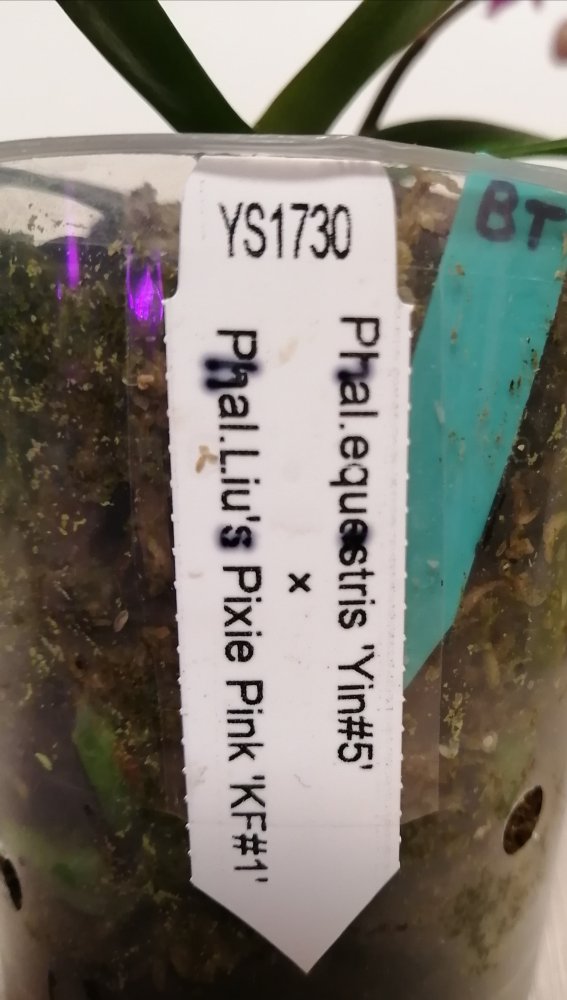 YS1730
Phal.equestris 'Yin#5'
×
Phal.Liu's Pixie Pink 'KF#1'
BT